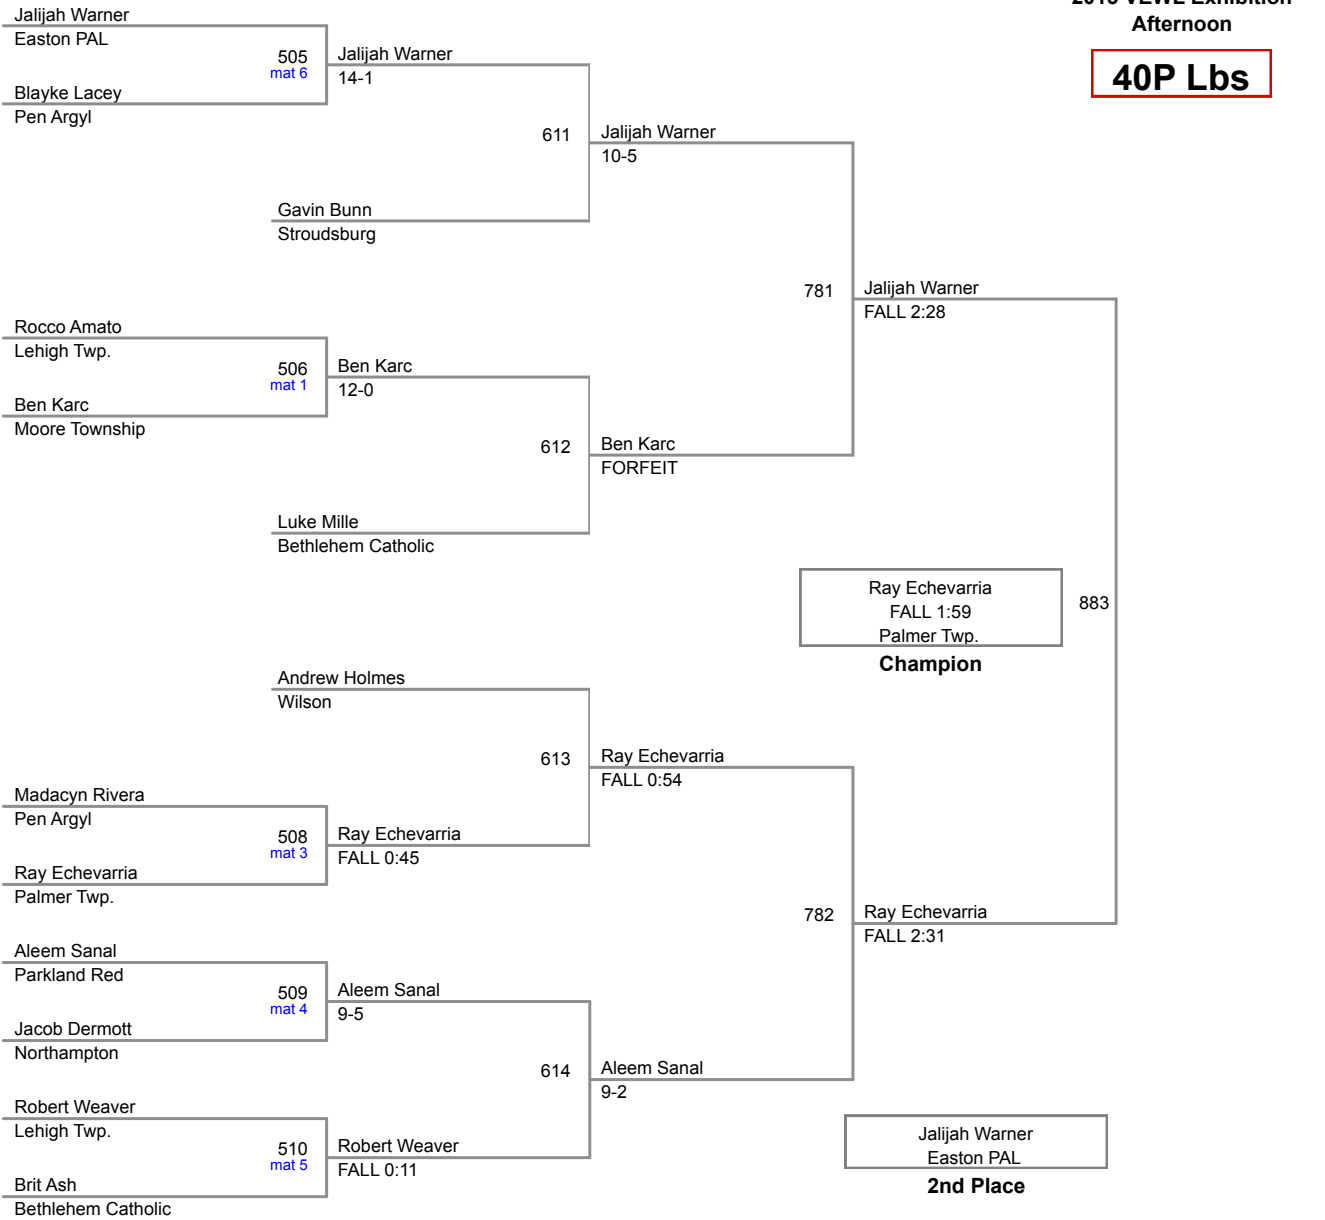 2018 VEWL Exhibition
Afternoon
40P Lbs
Jalijah Warner
Easton PAL
505
mat 6
Jalijah Warner
14-1
Blayke Lacey
Pen Argyl
611
Jalijah Warner
10-5
Gavin Bunn
Stroudsburg
781
Jalijah Warner
FALL 2:28
Rocco Amato
Lehigh Twp.
506
mat 1
Ben Karc
12-0
Ben Karc
Moore Township
612
Ben Karc
FORFEIT
Luke Mille
Bethlehem Catholic
Ray Echevarria
FALL 1:59
Palmer Twp.
Champion
883
Andrew Holmes
Wilson
613
Ray Echevarria
FALL 0:54
Madacyn Rivera
Pen Argyl
508
mat 3
Ray Echevarria
FALL 0:45
Ray Echevarria
Palmer Twp.
782
Ray Echevarria
FALL 2:31
Aleem Sanal
Parkland Red
509
mat 4
Aleem Sanal
9-5
Jacob Dermott
Northampton
614
Aleem Sanal
9-2
Robert Weaver
Lehigh Twp.
510
mat 5
Robert Weaver
FALL 0:11
Brit Ash
Bethlehem Catholic
Jalijah Warner
Easton PAL
2nd Place